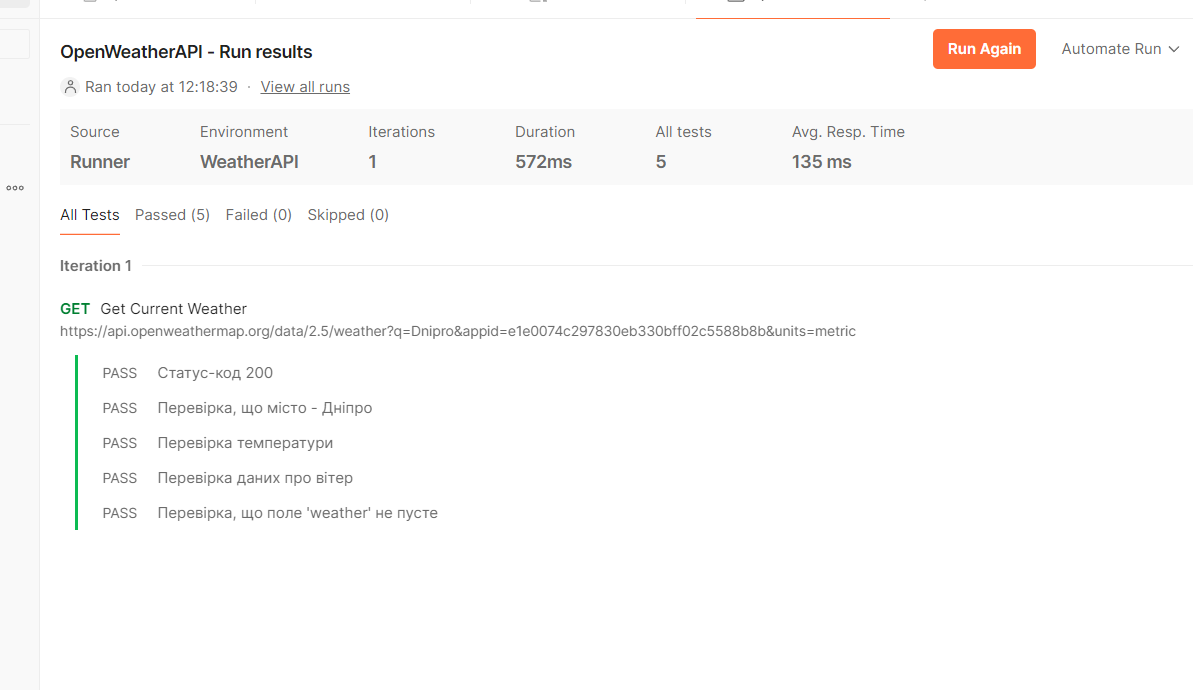 OpenWeatherAPI - Run results
Run Again
Automate Run
Ran today at 12:18:39 · View all runs
Source Environment Iterations Duration All tests Avg. Resp. Time
Runner WeatherAPI 1 572ms 5 135 ms
All Tests Passed (5) Failed (0) Skipped (0)
Iteration 1
GET Get Current Weather
https://api.openweathermap.org/data/2.5/weather?q=Dnipro&appid=e1e0074c297830eb330bff02c5588b8b&units=metric
PASS Статус-код 200
PASS Перевірка, що місто - Дніпро
PASS Перевірка температури
PASS Перевірка даних про вітер
PASS Перевірка, що поле 'weather' не пусте